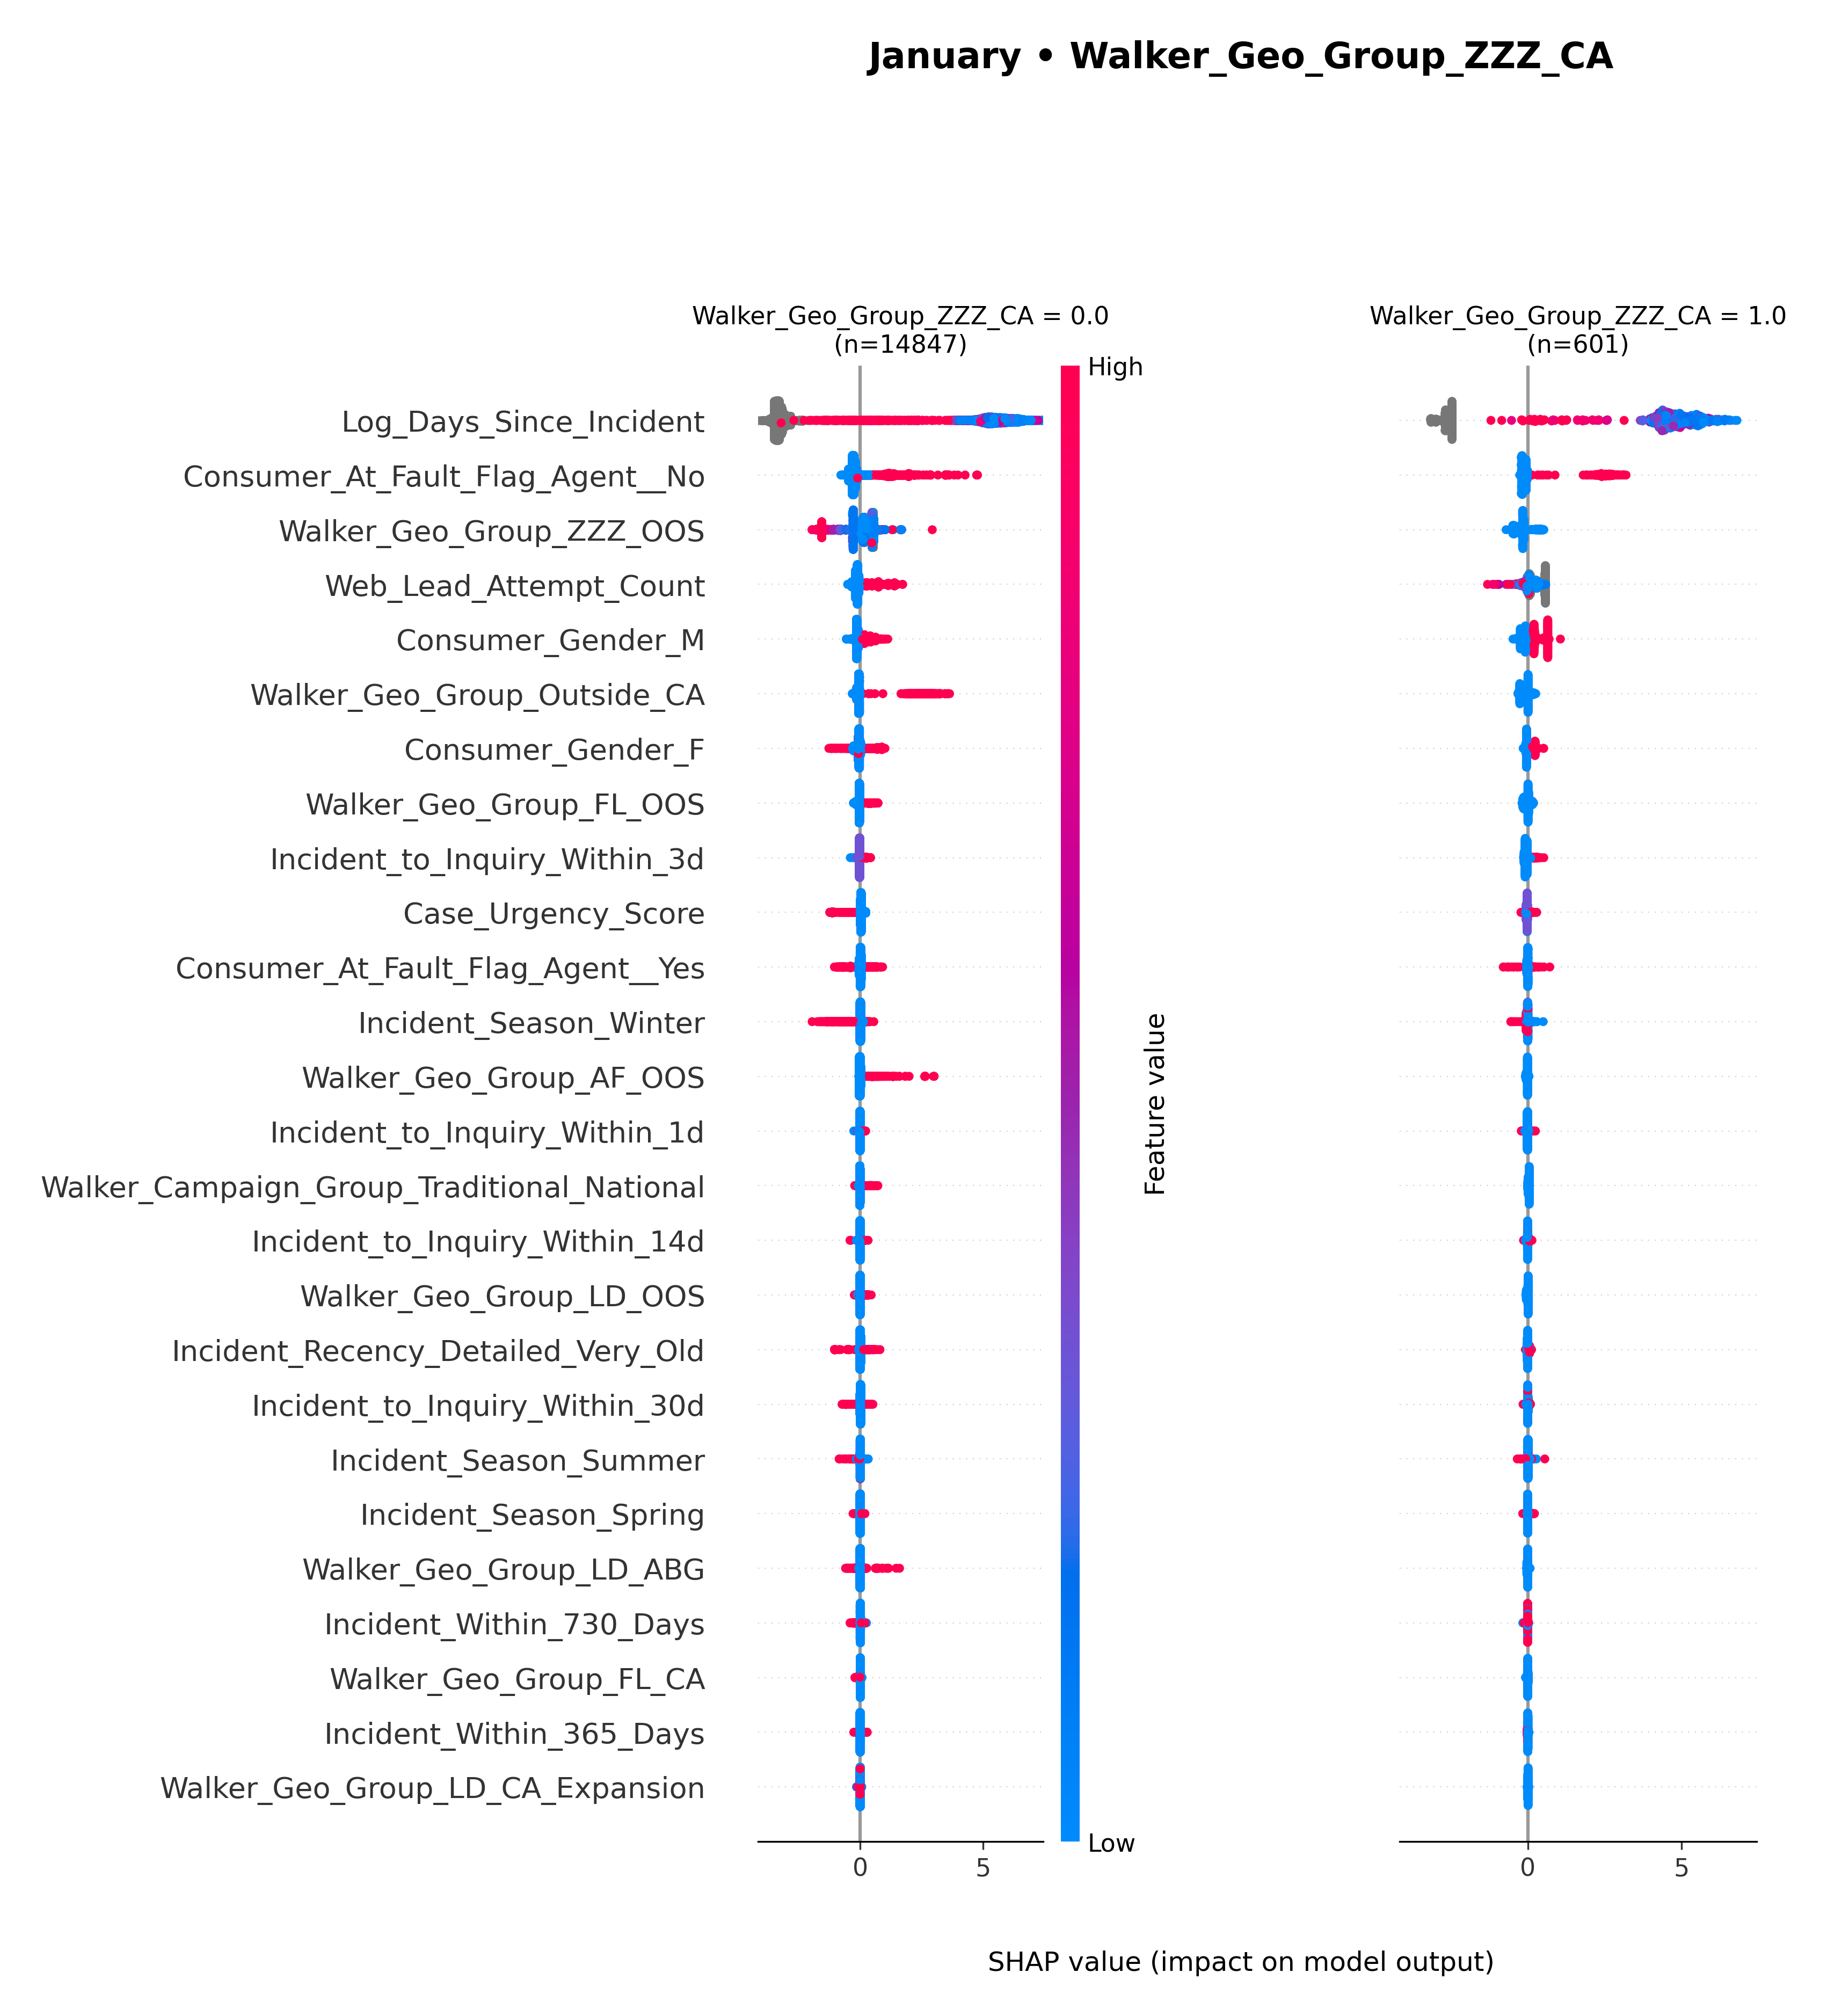 January • Walker_Geo_Group_ZZZ_CA
Walker_Geo_Group_ZZZ_CA = 0.0
(n=14847)
Walker_Geo_Group_ZZZ_CA = 1.0
(n=601)
High
Log_Days_Since_Incident
Consumer_At_Fault_Flag_Agent__No
Walker_Geo_Group_ZZZ_OOS
Web_Lead_Attempt_Count
Consumer_Gender_M
Walker_Geo_Group_Outside_CA
Consumer_Gender_F
Walker_Geo_Group_FL_OOS
Incident_to_Inquiry_Within_3d
Case_Urgency_Score
Consumer_At_Fault_Flag_Agent__Yes
Incident_Season_Winter
Walker_Geo_Group_AF_OOS
Incident_to_Inquiry_Within_1d
Walker_Campaign_Group_Traditional_National
Incident_to_Inquiry_Within_14d
Walker_Geo_Group_LD_OOS
Incident_Recency_Detailed_Very_Old
Incident_to_Inquiry_Within_30d
Incident_Season_Summer
Incident_Season_Spring
Walker_Geo_Group_LD_ABG
Incident_Within_730_Days
Walker_Geo_Group_FL_CA
Incident_Within_365_Days
Walker_Geo_Group_LD_CA_Expansion
Feature value
Low
0 5
0 5
SHAP value (impact on model output)